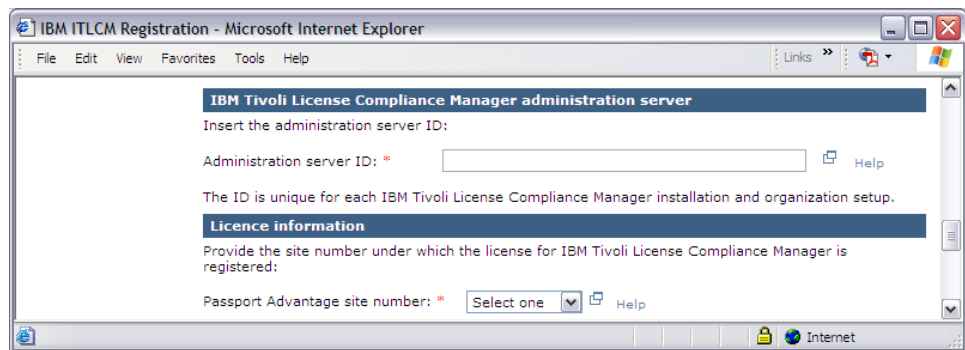 IBM ITLCM Registration - Microsoft Internet Explorer
File Edit View Favorites Tools Help Links »
IBM Tivoli License Compliance Manager administration server
Insert the administration server ID:
Administration server ID: * Help
The ID is unique for each IBM Tivoli License Compliance Manager installation and organization setup.
Licence information
Provide the site number under which the license for IBM Tivoli License Compliance Manager is
registered:
Passport Advantage site number: * Select one Help
Internet